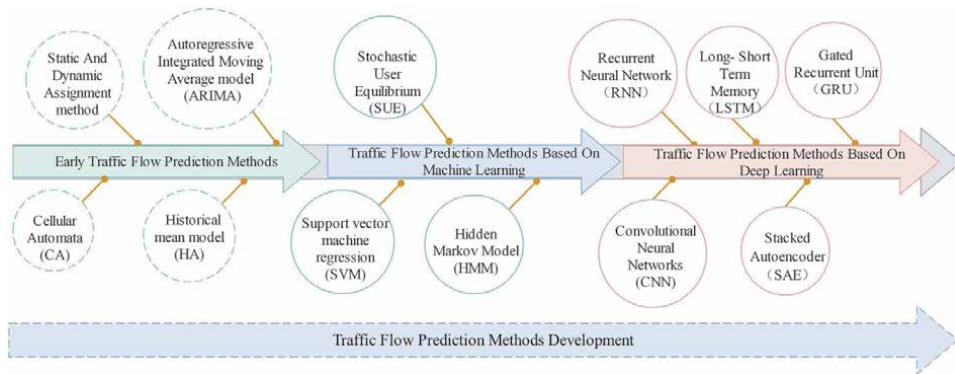 Static And
Dynamic
Assignment
method
Autoregressive
Integrated Moving
Average model
(ARIMA)
Stochastic
User
Equilibrium
(SUE)
Recurrent
Neural Network
(RNN)
Long- Short
Term
Memory
(LSTM)
Gated
Recurrent Unit
(GRU)
Early Traffic Flow Prediction Methods
Traffic Flow Prediction Methods Based On
Machine Learning
Traffic Flow Prediction Methods Based On
Deep Learning
Cellular
Automata
(CA)
Historical
mean model
(HA)
Support vector
machine
regression
(SVM)
Hidden
Markov Model
(HMM)
Convolutional
Neural
Networks
(CNN)
Stacked
Autoencoder
(SAE)
Traffic Flow Prediction Methods Development